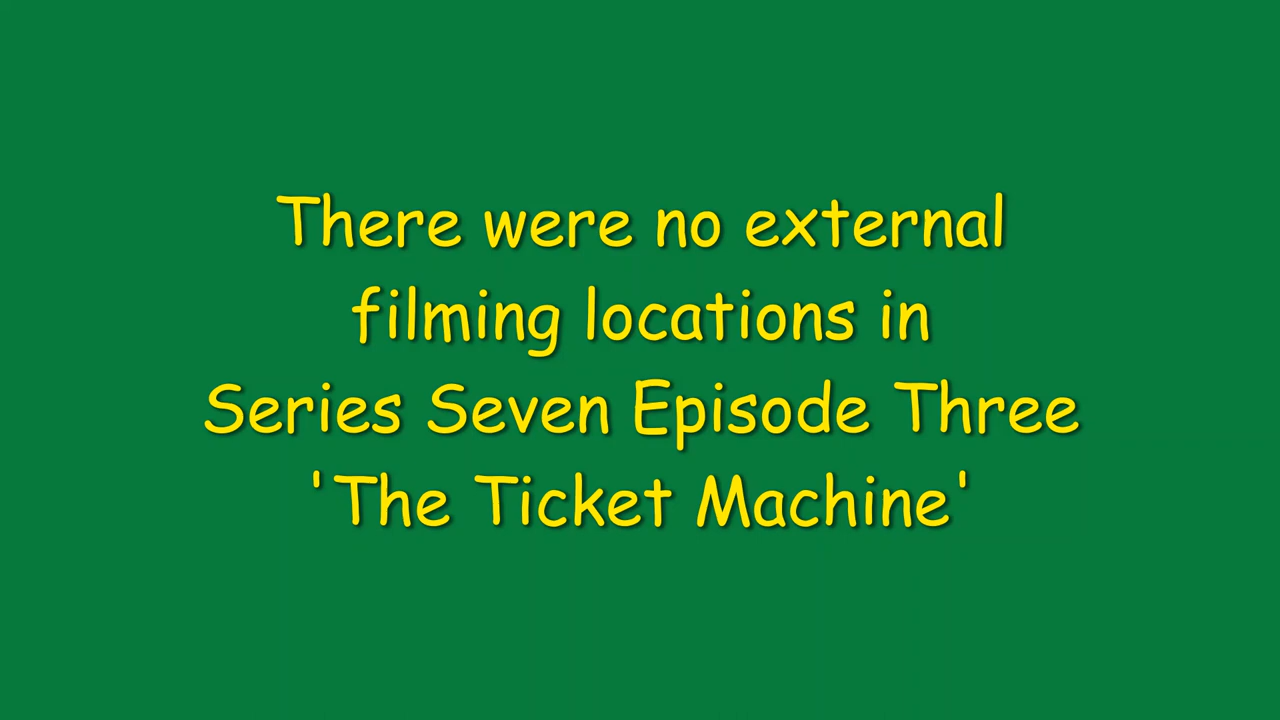 There were no external
filming locations in
Series Seven Episode Three
'The Ticket Machine'